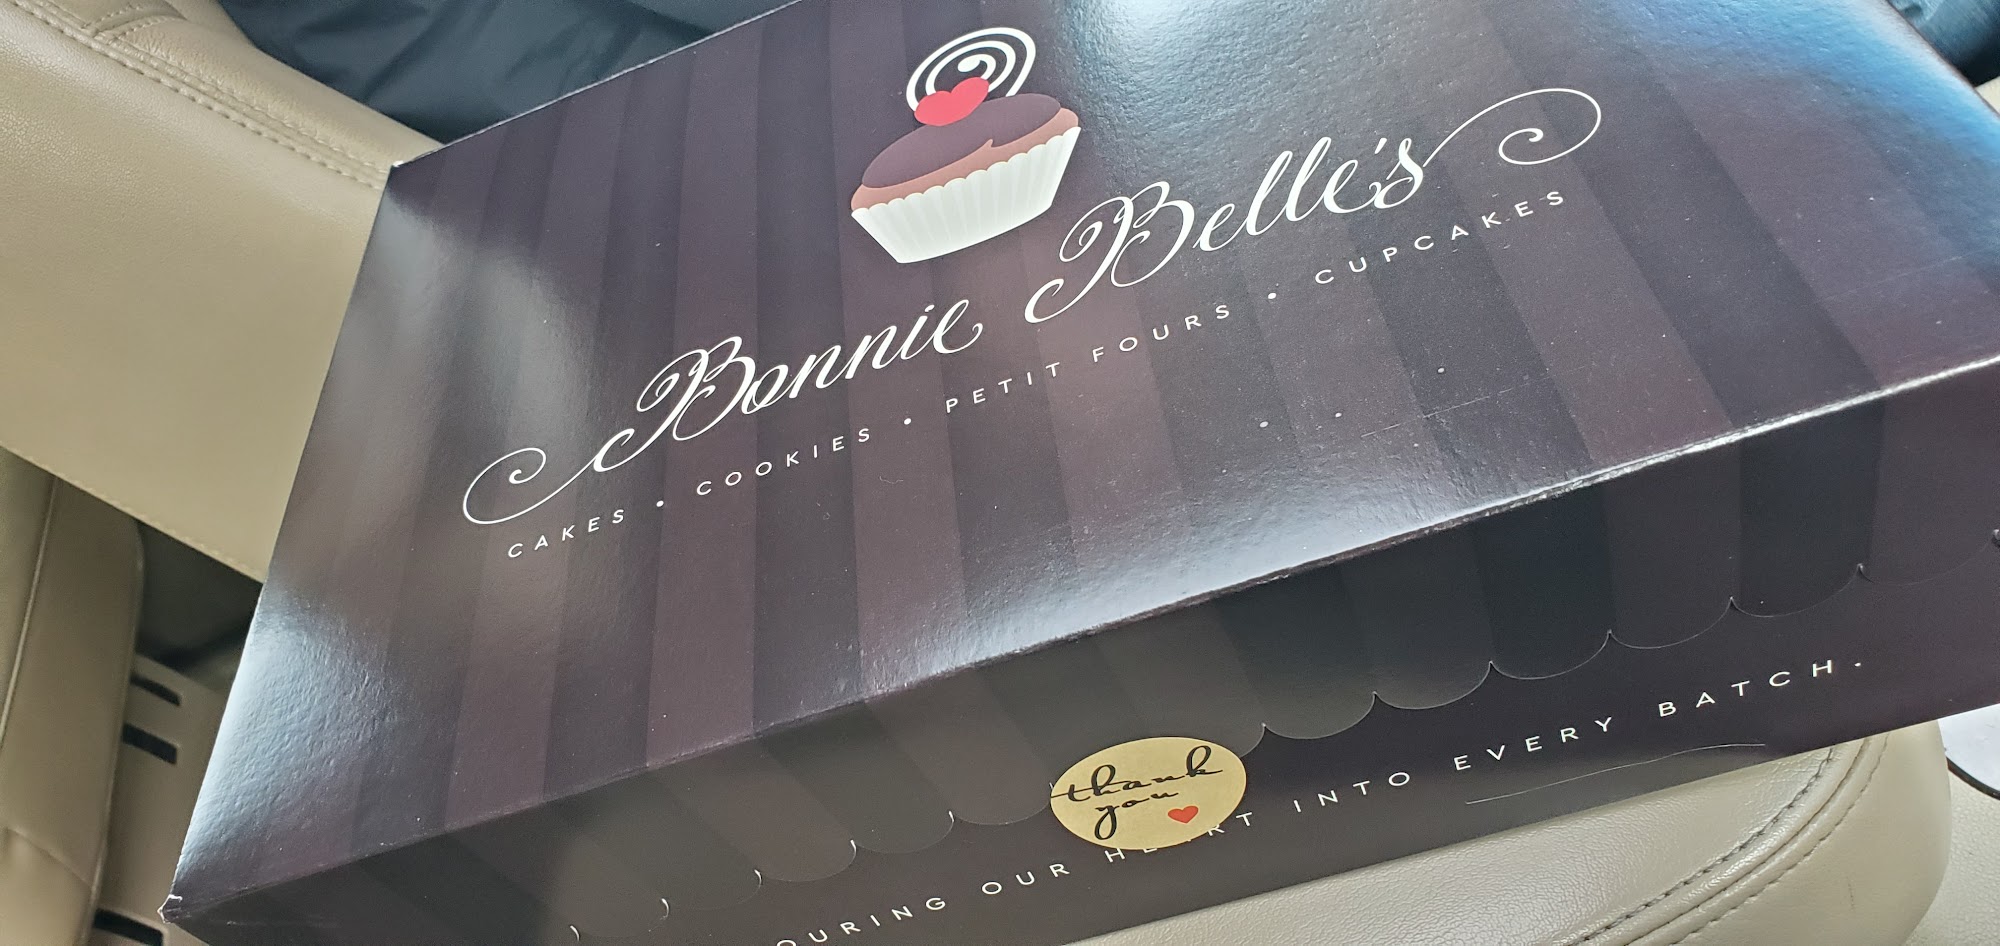 Bonnie Belle's
CAKES • COOKIES • PETIT FOURS • CUPCAKES
thank
you
OURING OUR HEART INTO EVERY BATCH.